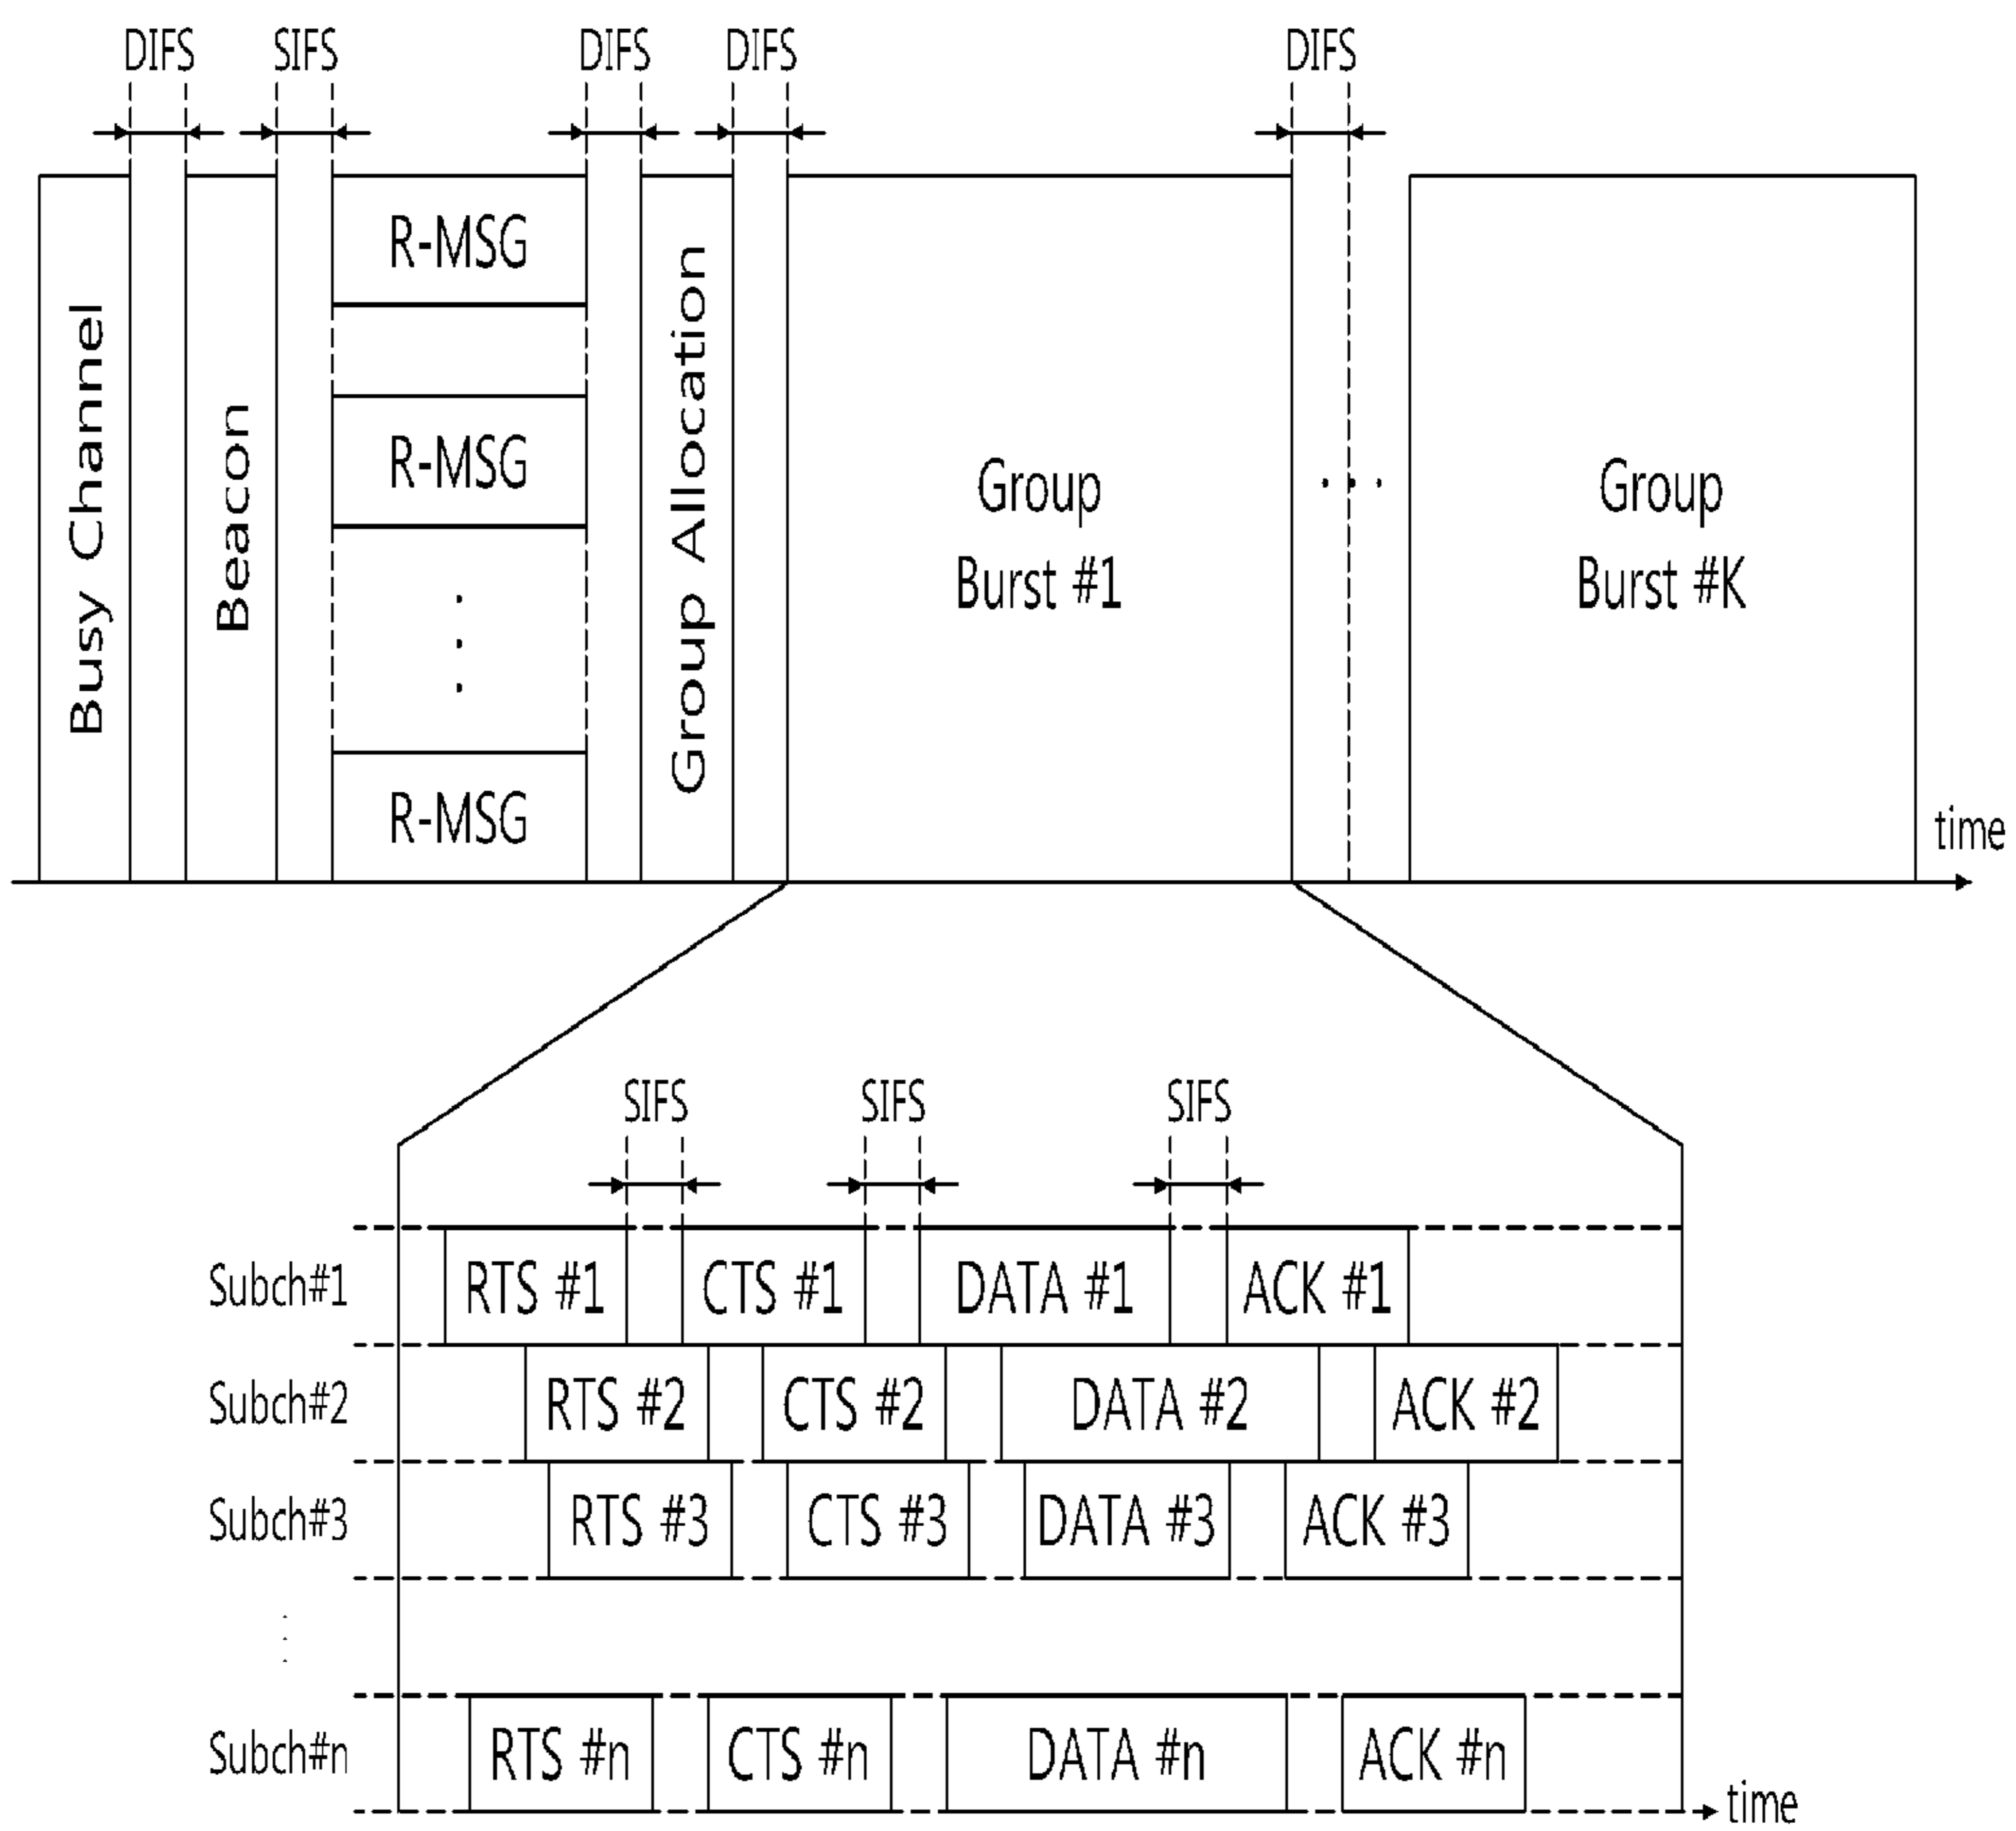 DIFS SIFS DIFS DIFS DIFS
Busy Channel
Beacon
R-MSG
R-MSG
R-MSG
Group Allocation
Group
Burst #1
Group
Burst #K
time
SIFS SIFS SIFS
Subch#1 RTS #1 CTS #1 DATA #1 ACK #1
Subch#2 RTS #2 CTS #2 DATA #2 ACK #2
Subch#3 RTS #3 CTS #3 DATA #3 ACK #3
Subch#n RTS #n CTS #n DATA #n ACK #n
time